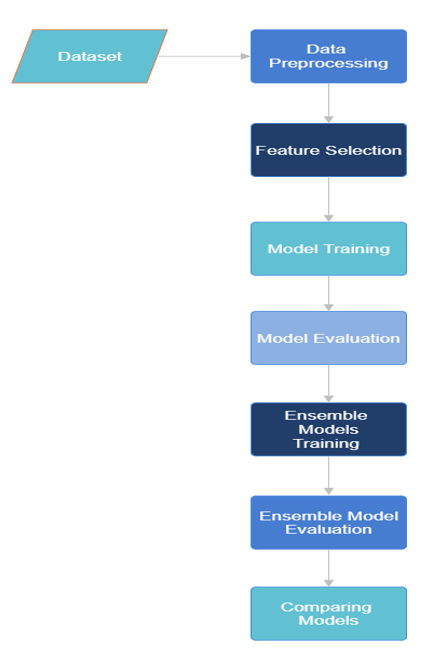 Dataset
Data
Preprocessing
Feature Selection
Model Training
Model Evaluation
Ensemble
Models
Training
Ensemble Model
Evaluation
Comparing
Models